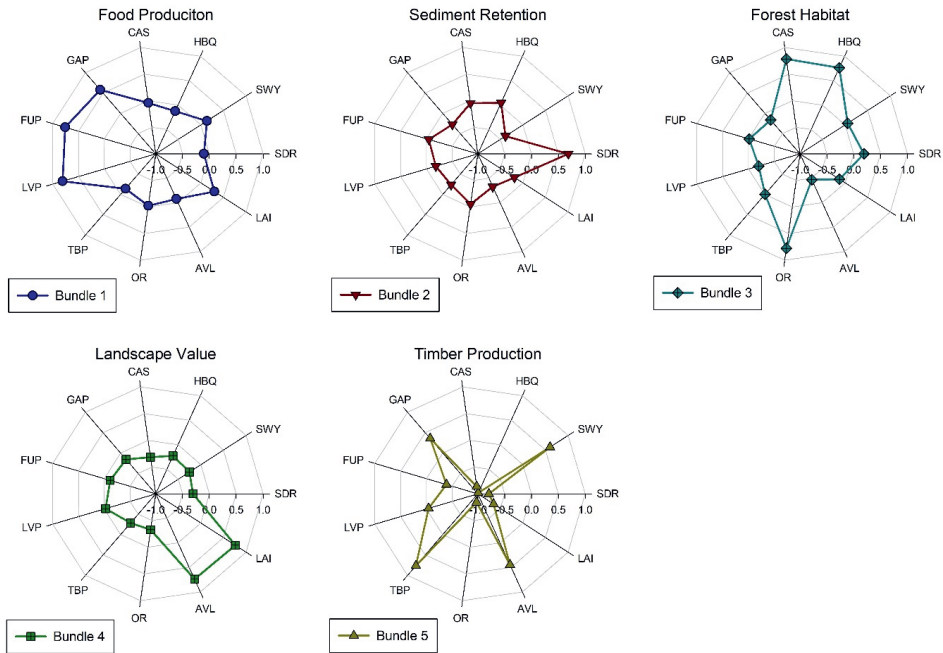 Food Produciton
CAS
HBQ
GAP
SWY
FUP
SDR
-1.0 -0.5 0.0 0.5 1.0
LVP
LAI
TBP
AVL
OR
Bundle 1
Sediment Retention
CAS
HBQ
GAP
SWY
FUP
SDR
-1.0 -0.5 0.0 0.5 1.0
LVP
LAI
TBP
AVL
OR
Bundle 2
Forest Habitat
CAS
HBQ
GAP
SWY
FUP
SDR
-1.0 -0.5 0.0 0.5 1.0
LVP
LAI
TBP
AVL
OR
Bundle 3
Landscape Value
CAS
HBQ
GAP
SWY
FUP
SDR
-1.0 -0.5 0.0 0.5 1.0
LVP
LAI
TBP
AVL
OR
Bundle 4
Timber Production
CAS
HBQ
GAP
SWY
FUP
SDR
-1.0 -0.5 0.0 0.5 1.0
LVP
LAI
TBP
AVL
OR
Bundle 5